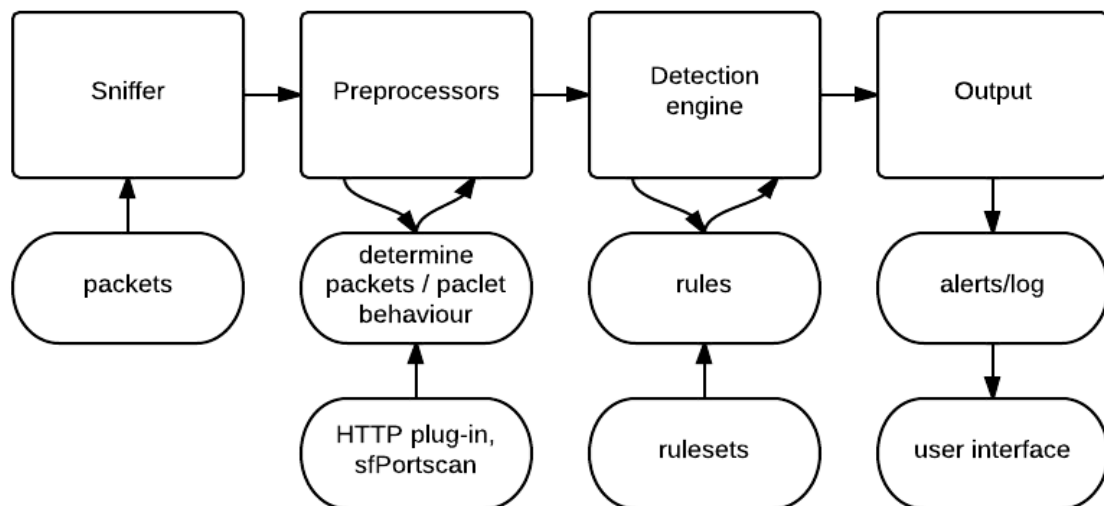 Sniffer
Preprocessors
Detection
engine
Output
packets
determine
packets / paclet
behaviour
rules
alerts/log
HTTP plug-in,
sfPortscan
rulesets
user interface